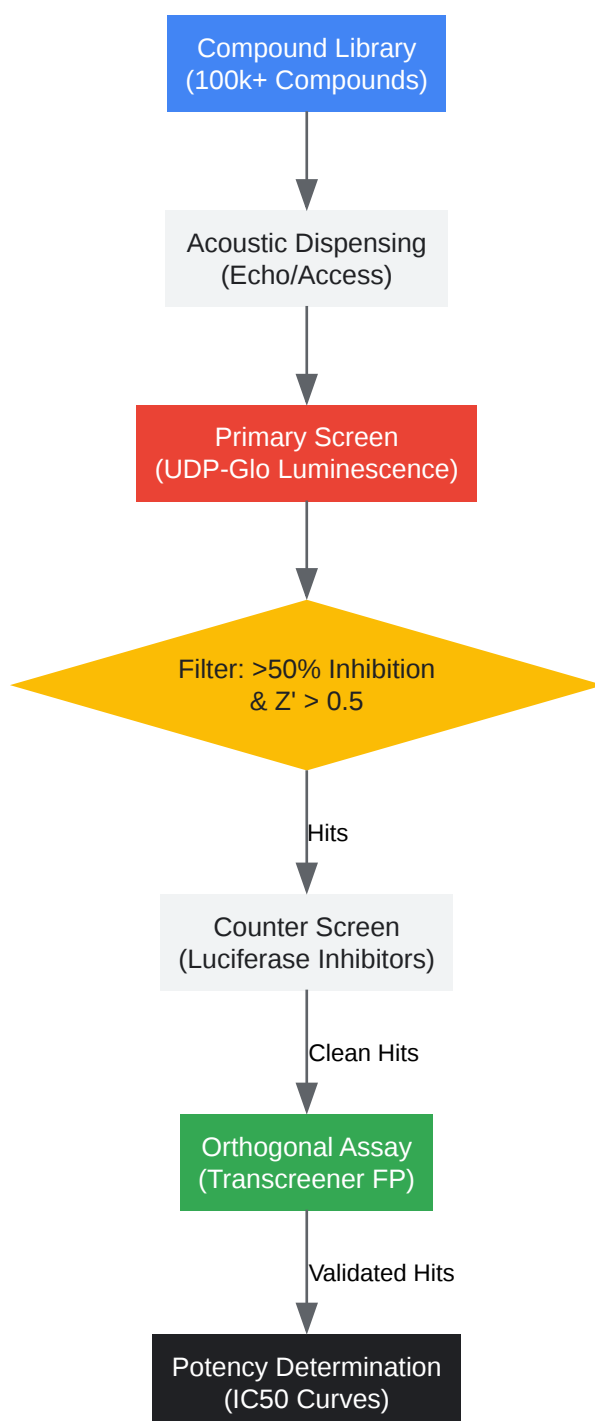 Compound Library
(100k+ Compounds)
Acoustic Dispensing
(Echo/Access)
Primary Screen
(UDP-Glo Luminescence)
Filter: >50% Inhibition
& Z' > 0.5
Hits
Counter Screen
(Luciferase Inhibitors)
Clean Hits
Orthogonal Assay
(Transcreener FP)
Validated Hits
Potency Determination
(IC50 Curves)